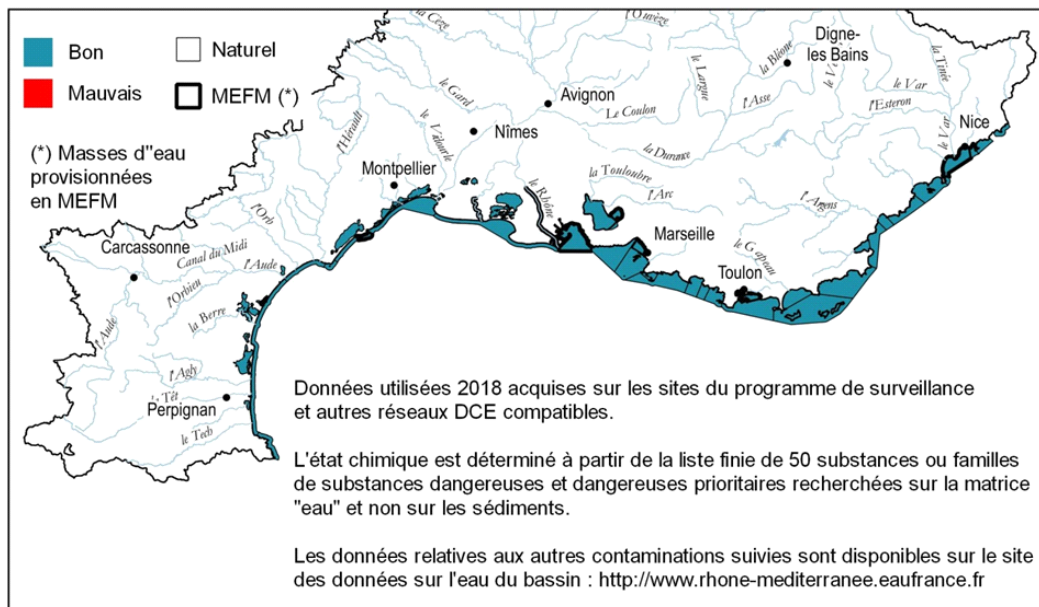 Bon
Naturel
Mauvais
MEFM (*)
(*) Masses d"eau
provisionnées
en MEFM
la Cèze
l'Ouvèze
Digne-
les Bains
la Bléone
la Tinée
le Var
le Largue
Avignon
le Gard
Le Coulon
l'Asse
l'Esteron
le Var
Nice
Nîmes
l'Hérault
le Vidourle
la Durance
Montpellier
la Touloubre
le Rhône
l'Arc
l'Argens
l'Orb
Marseille
Carcassonne
Canal du Midi
l'Aude
le Gapeau
Toulon
l'Orbieu
l'Aude
la Berre
l'Agly
la Têt
Perpignan
le Tech
Données utilisées 2018 acquises sur les sites du programme de surveillance
et autres réseaux DCE compatibles.
L'état chimique est déterminé à partir de la liste finie de 50 substances ou familles
de substances dangereuses et dangereuses prioritaires recherchées sur la matrice
"eau" et non sur les sédiments.
Les données relatives aux autres contaminations suivies sont disponibles sur le site
des données sur l'eau du bassin : http://www.rhone-mediterranee.eaufrance.fr